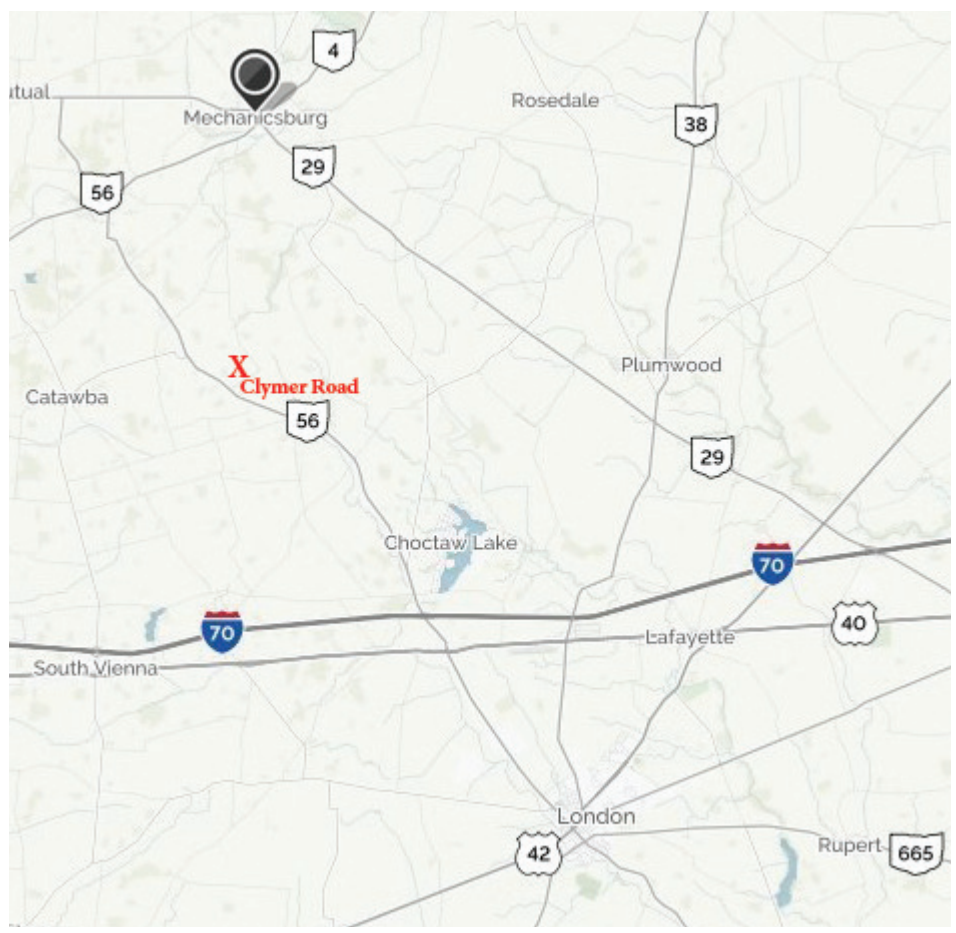 4
utual
Rosedale
Mechanicsburg
38
29
56
X
Plumwood
Clymer Road
Catawba
56
29
Choctaw Lake
70
70
40
Lafayette
South Vienna
London
Rupert
665
42